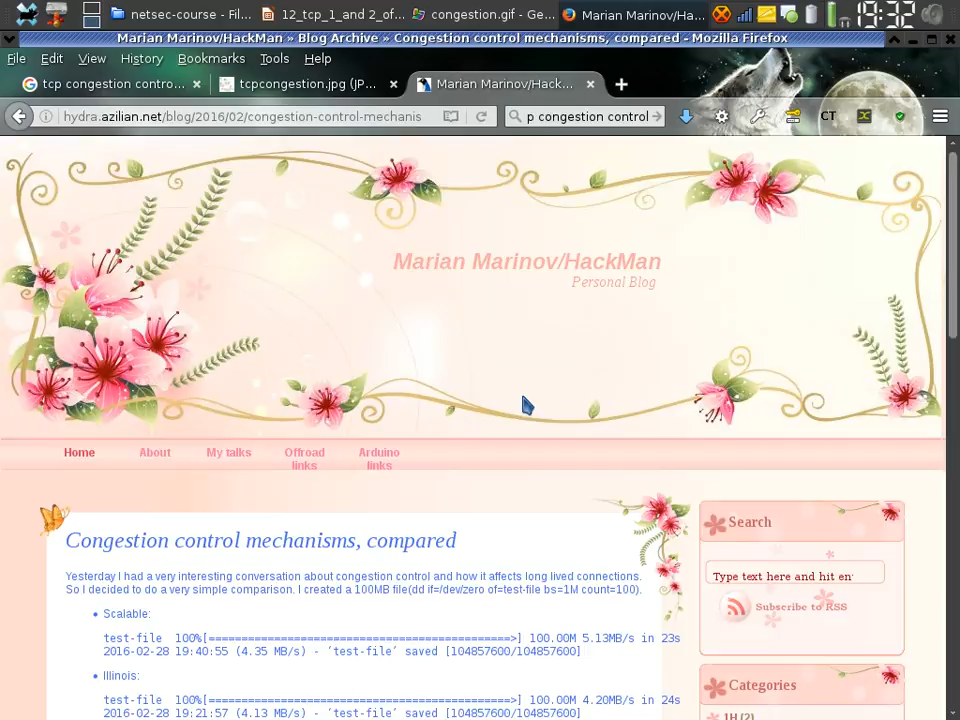 netsec-course - Fil...
12_tcp_1_and 2_of...
congestion.gif - Ge...
Marian Marinov/Ha...
19:32
Marian Marinov/HackMan » Blog Archive » Congestion control mechanisms, compared - Mozilla Firefox
File Edit View History Bookmarks Tools Help
tcp congestion contro...
tcpcongestion.jpg (JP...
Marian Marinov/Hack...
hydra.azilian.net/blog/2016/02/congestion-control-mechanis
p congestion control
CT
Marian Marinov/HackMan
Personal Blog
Home
About
My talks
Offroad
links
Arduino
links
Congestion control mechanisms, compared
Yesterday I had a very interesting conversation about congestion control and how it affects long lived connections.
So I decided to do a very simple comparison. I created a 100MB file(dd if=/dev/zero of=test-file bs=1M count=100).
• Scalable:
test-file  100%[==============================================>] 100.00M 5.13MB/s in 23s
2016-02-28 19:40:55 (4.35 MB/s) - ‘test-file’ saved [104857600/104857600]
• Illinois:
test-file  100%[==============================================>] 100.00M 4.20MB/s in 24s
2016-02-28 19:21:57 (4.13 MB/s) - ‘test-file’ saved [104857600/104857600]
Search
Type text here and hit en
Subscribe to RSS
Categories
1H (2)